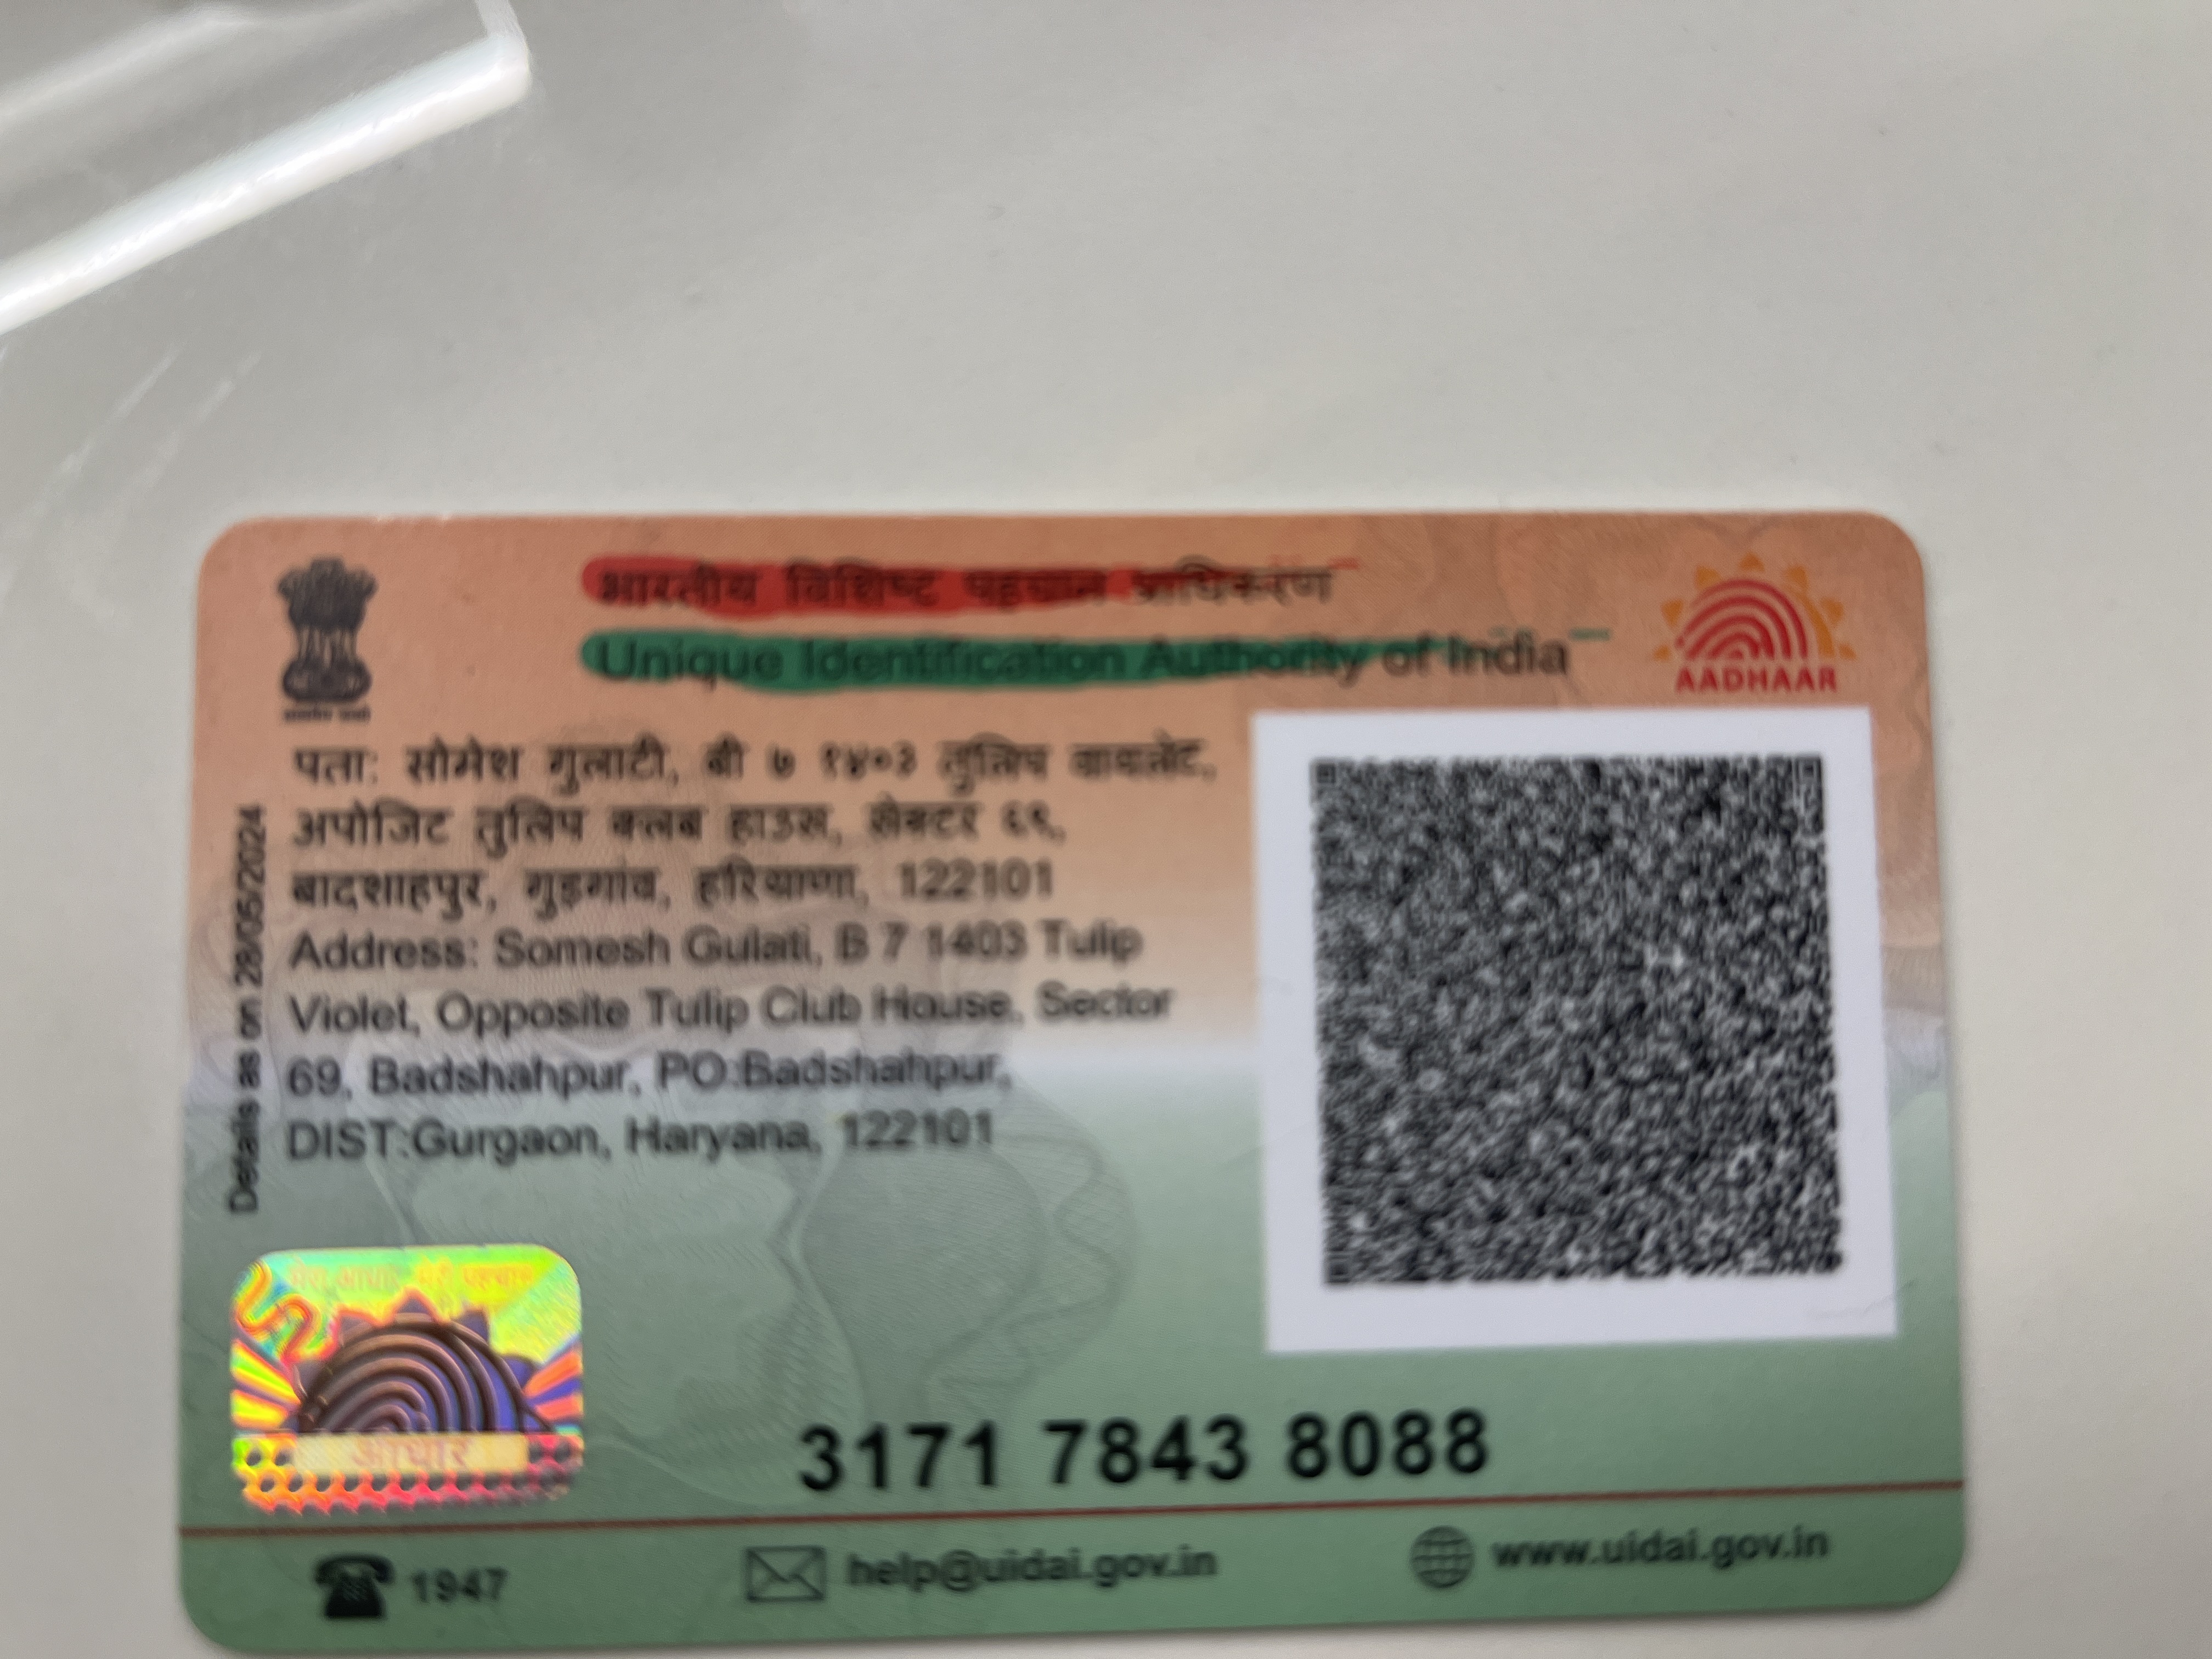 भारतीय विशिष्ट पहचान प्राधिकरण
Unique Identification Authority of India
AADHAAR
पता: सोमेश गुलाटी, बी ७ १४०३ तुलिप वायलेट,
अपोजिट तुलिप क्लब हाउस, सेक्टर ६९,
बादशाहपुर, गुड़गांव, हरियाणा, 122101
Address: Somesh Gulati, B 7 1403 Tulip
Violet, Opposite Tulip Club House, Sector
69, Badshahpur, PO:Badshahpur,
DIST:Gurgaon, Haryana, 122101
Details as on 28/05/2024
मेरा आधार, मेरी पहचान
आधार
3171 7843 8088
1947
help@uidai.gov.in
www.uidai.gov.in